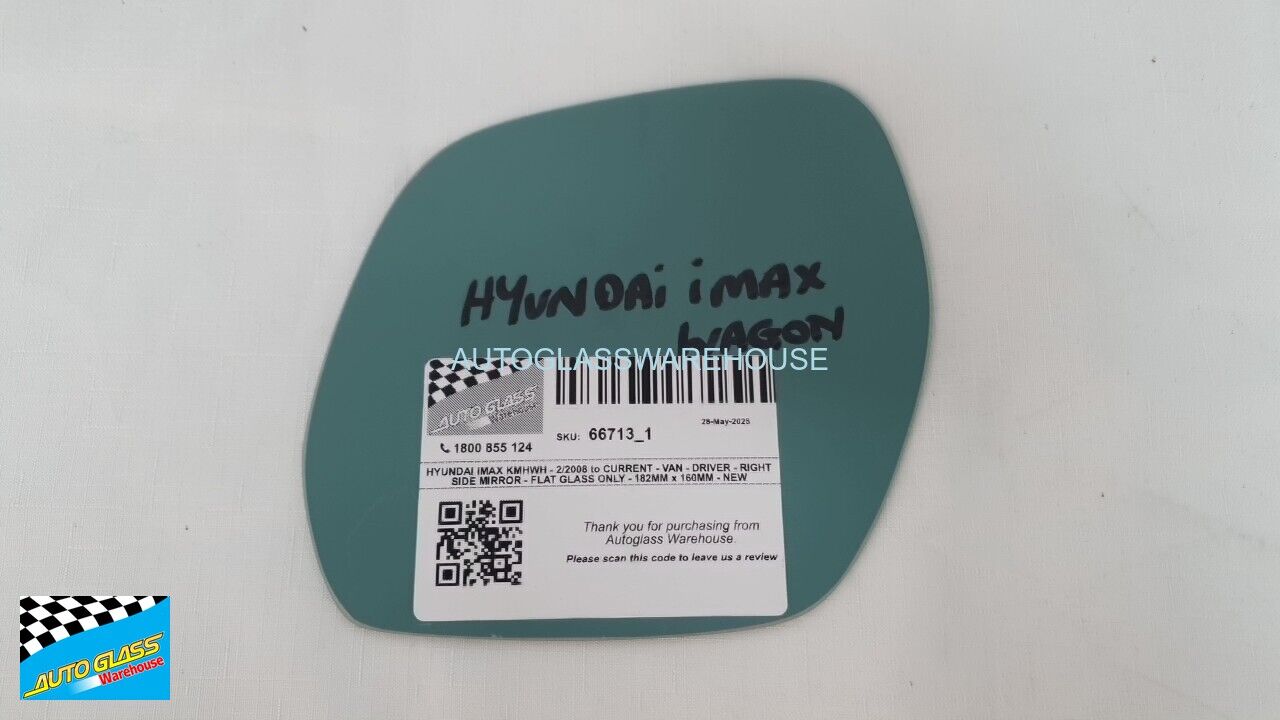 HYUNDAi iMAX
WAGON
AUTOGLASSWAREHOUSE
AUTO GLASS
Warehouse
1800 855 124
28-May-2025
SKU: 66713_1
HYUNDAI IMAX KMHWH - 2/2008 to CURRENT - VAN - DRIVER - RIGHT
SIDE MIRROR - FLAT GLASS ONLY - 182MM x 160MM - NEW
Thank you for purchasing from
Autoglass Warehouse.
Please scan this code to leave us a review
AUTO GLASS
Warehouse